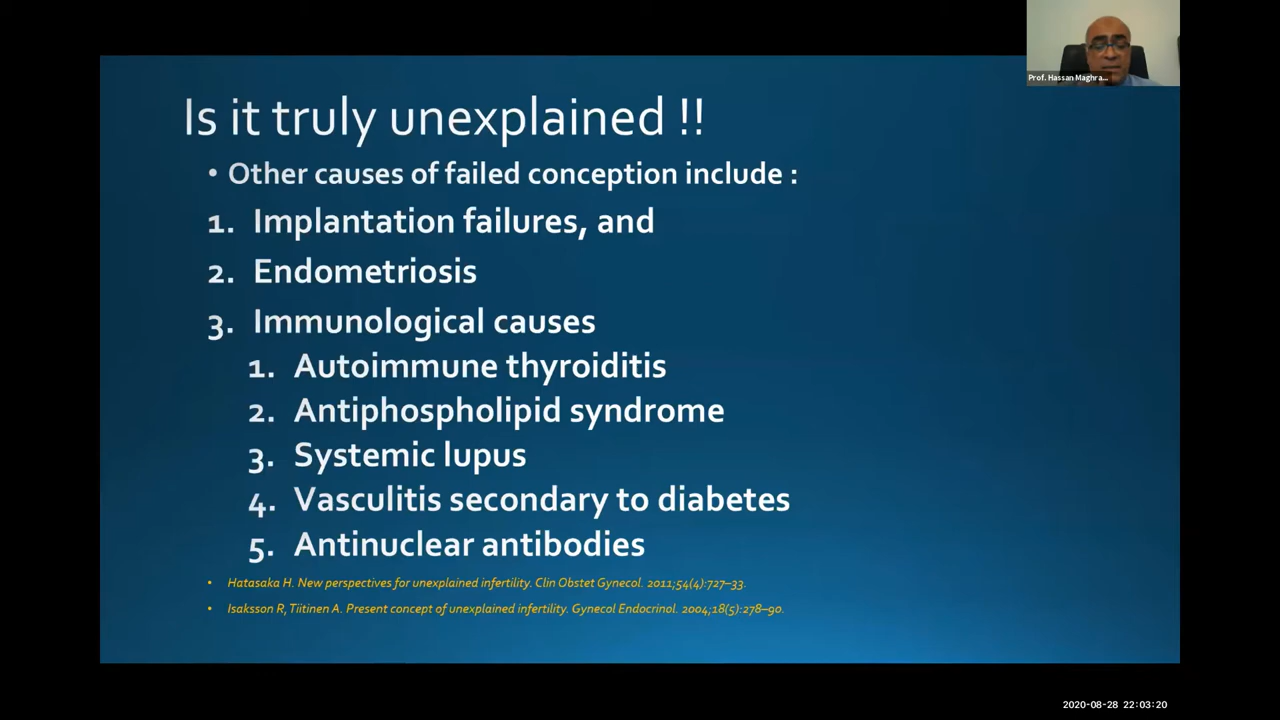 Prof. Hassan Maghra...
Is it truly unexplained !!
• Other causes of failed conception include :
1. Implantation failures, and
2. Endometriosis
3. Immunological causes
1. Autoimmune thyroiditis
2. Antiphospholipid syndrome
3. Systemic lupus
4. Vasculitis secondary to diabetes
5. Antinuclear antibodies
• Hatasaka H. New perspectives for unexplained infertility. Clin Obstet Gynecol. 2011;54(4):727–33.
• Isaksson R, Tiitinen A. Present concept of unexplained infertility. Gynecol Endocrinol. 2004;18(5):278–90.
2020-08-28 22:03:20